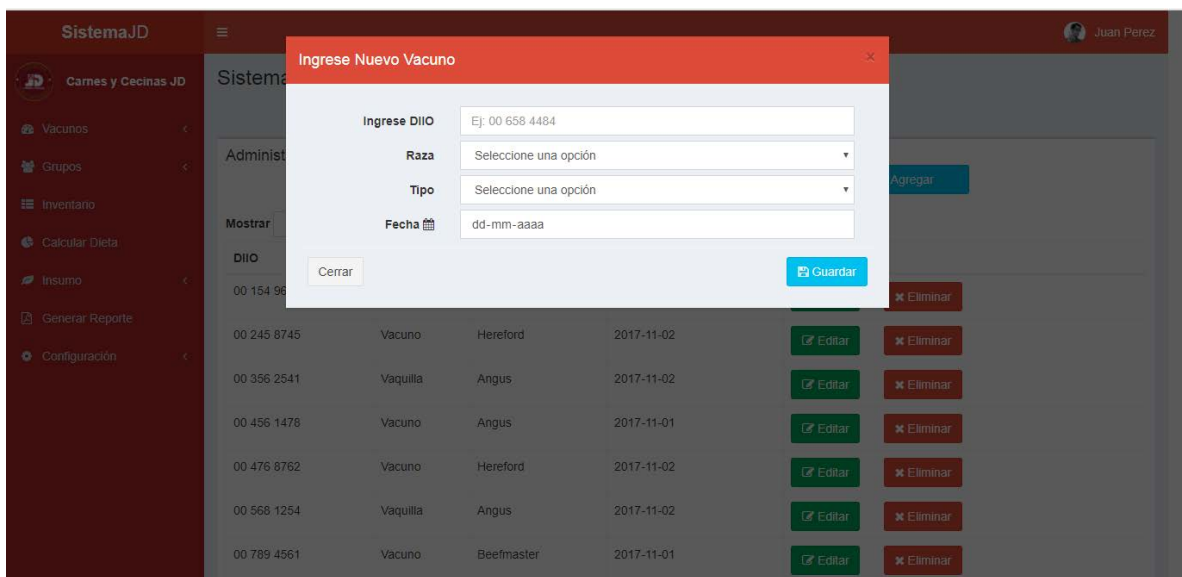 SistemaJD
Juan Perez
Ingrese Nuevo Vacuno
×
JD
Carnes y Cecinas JD
Sistema
Vacunos
Grupos
Inventario
Calcular Dieta
Insumo
Generar Reporte
Configuración
Ingrese DIIO Ej: 00 658 4484
Raza Seleccione una opción
Tipo Seleccione una opción
Fecha dd-mm-aaaa
Cerrar Guardar
Administ
Agregar
Mostrar
DIIO
00 154 96 Eliminar
00 245 8745 Vacuno Hereford 2017-11-02 Editar Eliminar
00 356 2541 Vaquilla Angus 2017-11-02 Editar Eliminar
00 456 1478 Vacuno Angus 2017-11-01 Editar Eliminar
00 476 8762 Vacuno Hereford 2017-11-02 Editar Eliminar
00 568 1254 Vaquilla Angus 2017-11-02 Editar Eliminar
00 789 4561 Vacuno Beefmaster 2017-11-01 Editar Eliminar